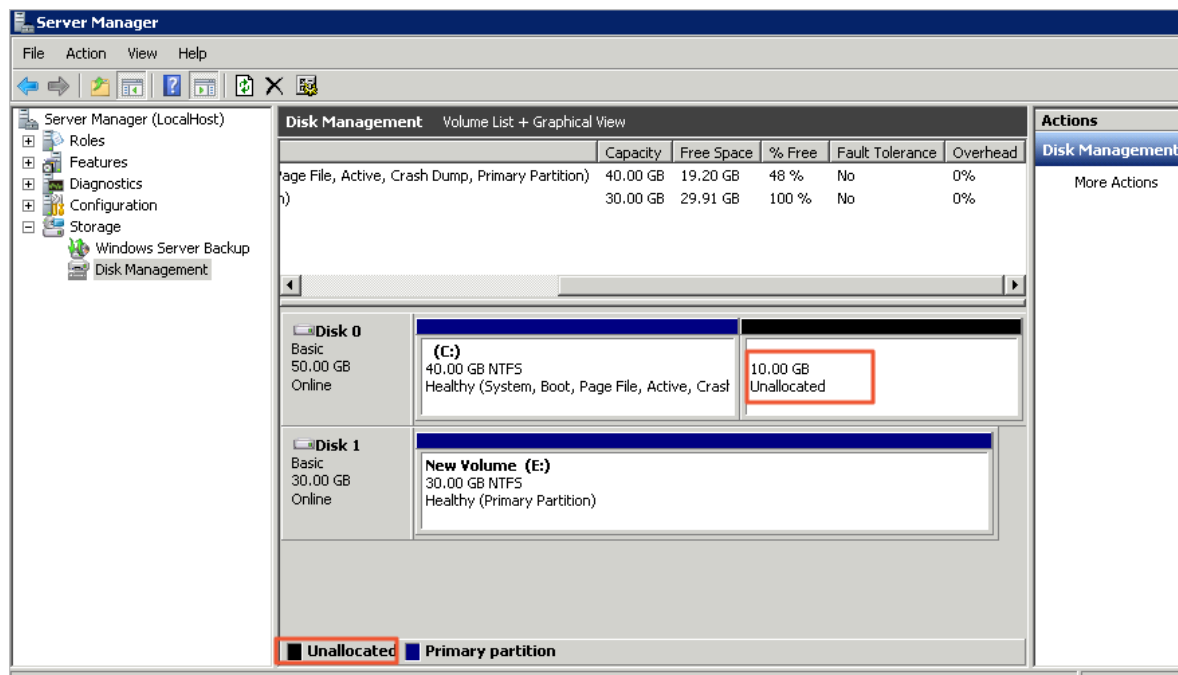 Server Manager
File Action View Help
Server Manager (LocalHost)
Roles
Features
Diagnostics
Configuration
Storage
Windows Server Backup
Disk Management
Disk Management Volume List + Graphical View
Capacity Free Space % Free Fault Tolerance Overhead
age File, Active, Crash Dump, Primary Partition) 40.00 GB 19.20 GB 48 % No 0%
) 30.00 GB 29.91 GB 100 % No 0%
Disk 0
Basic
50.00 GB
Online
(C:)
40.00 GB NTFS
Healthy (System, Boot, Page File, Active, Crash
10.00 GB
Unallocated
Disk 1
Basic
30.00 GB
Online
New Volume (E:)
30.00 GB NTFS
Healthy (Primary Partition)
Unallocated Primary partition
Actions
Disk Management
More Actions